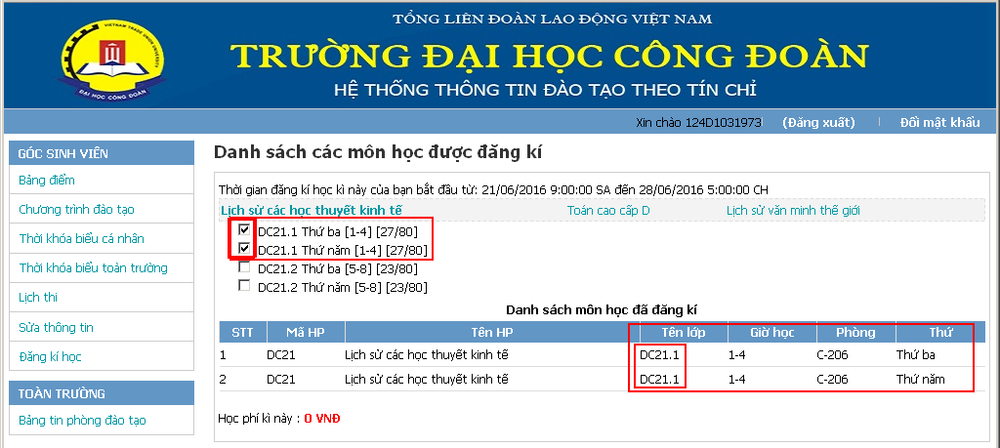 TỔNG LIÊN ĐOÀN LAO ĐỘNG VIỆT NAM
TRƯỜNG ĐẠI HỌC CÔNG ĐOÀN
HỆ THỐNG THÔNG TIN ĐÀO TẠO THEO TÍN CHỈ
VIETNAM TRADE UNION UNIVERSITY
ĐẠI HỌC CÔNG ĐOÀN
Xin chào 124D1031973 | (Đăng xuất) | Đổi mật khẩu
GÓC SINH VIÊN
Bảng điểm
Chương trình đào tạo
Thời khóa biểu cá nhân
Thời khóa biểu toàn trường
Lịch thi
Sửa thông tin
Đăng kí học
TOÀN TRƯỜNG
Bảng tin phòng đào tạo
Danh sách các môn học được đăng kí
Thời gian đăng kí học kì này của bạn bắt đầu từ: 21/06/2016 9:00:00 SA đến 28/06/2016 5:00:00 CH
Lịch sử các học thuyết kinh tế Toán cao cấp D Lịch sử văn minh thế giới
DC21.1 Thứ ba [1-4] [27/80]
DC21.1 Thứ năm [1-4] [27/80]
DC21.2 Thứ ba [5-8] [23/80]
DC21.2 Thứ năm [5-8] [23/80]
Danh sách môn học đã đăng kí
STT Mã HP Tên HP Tên lớp Giờ học Phòng Thứ
1 DC21 Lịch sử các học thuyết kinh tế DC21.1 1-4 C-206 Thứ ba
2 DC21 Lịch sử các học thuyết kinh tế DC21.1 1-4 C-206 Thứ năm
Học phí kì này : 0 VNĐ